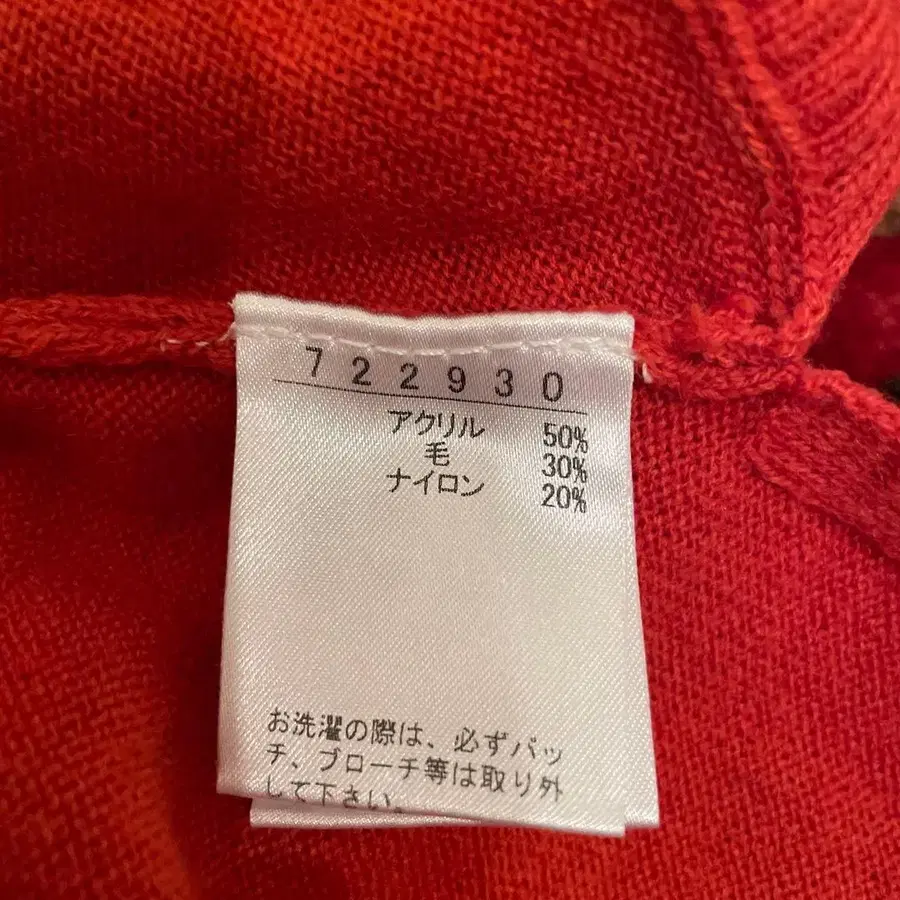 722930
アクリル 50%
毛 30%
ナイロン 20%
お洗濯の際は、必ずバッ
チ、ブローチ等は取り外
して下さい。